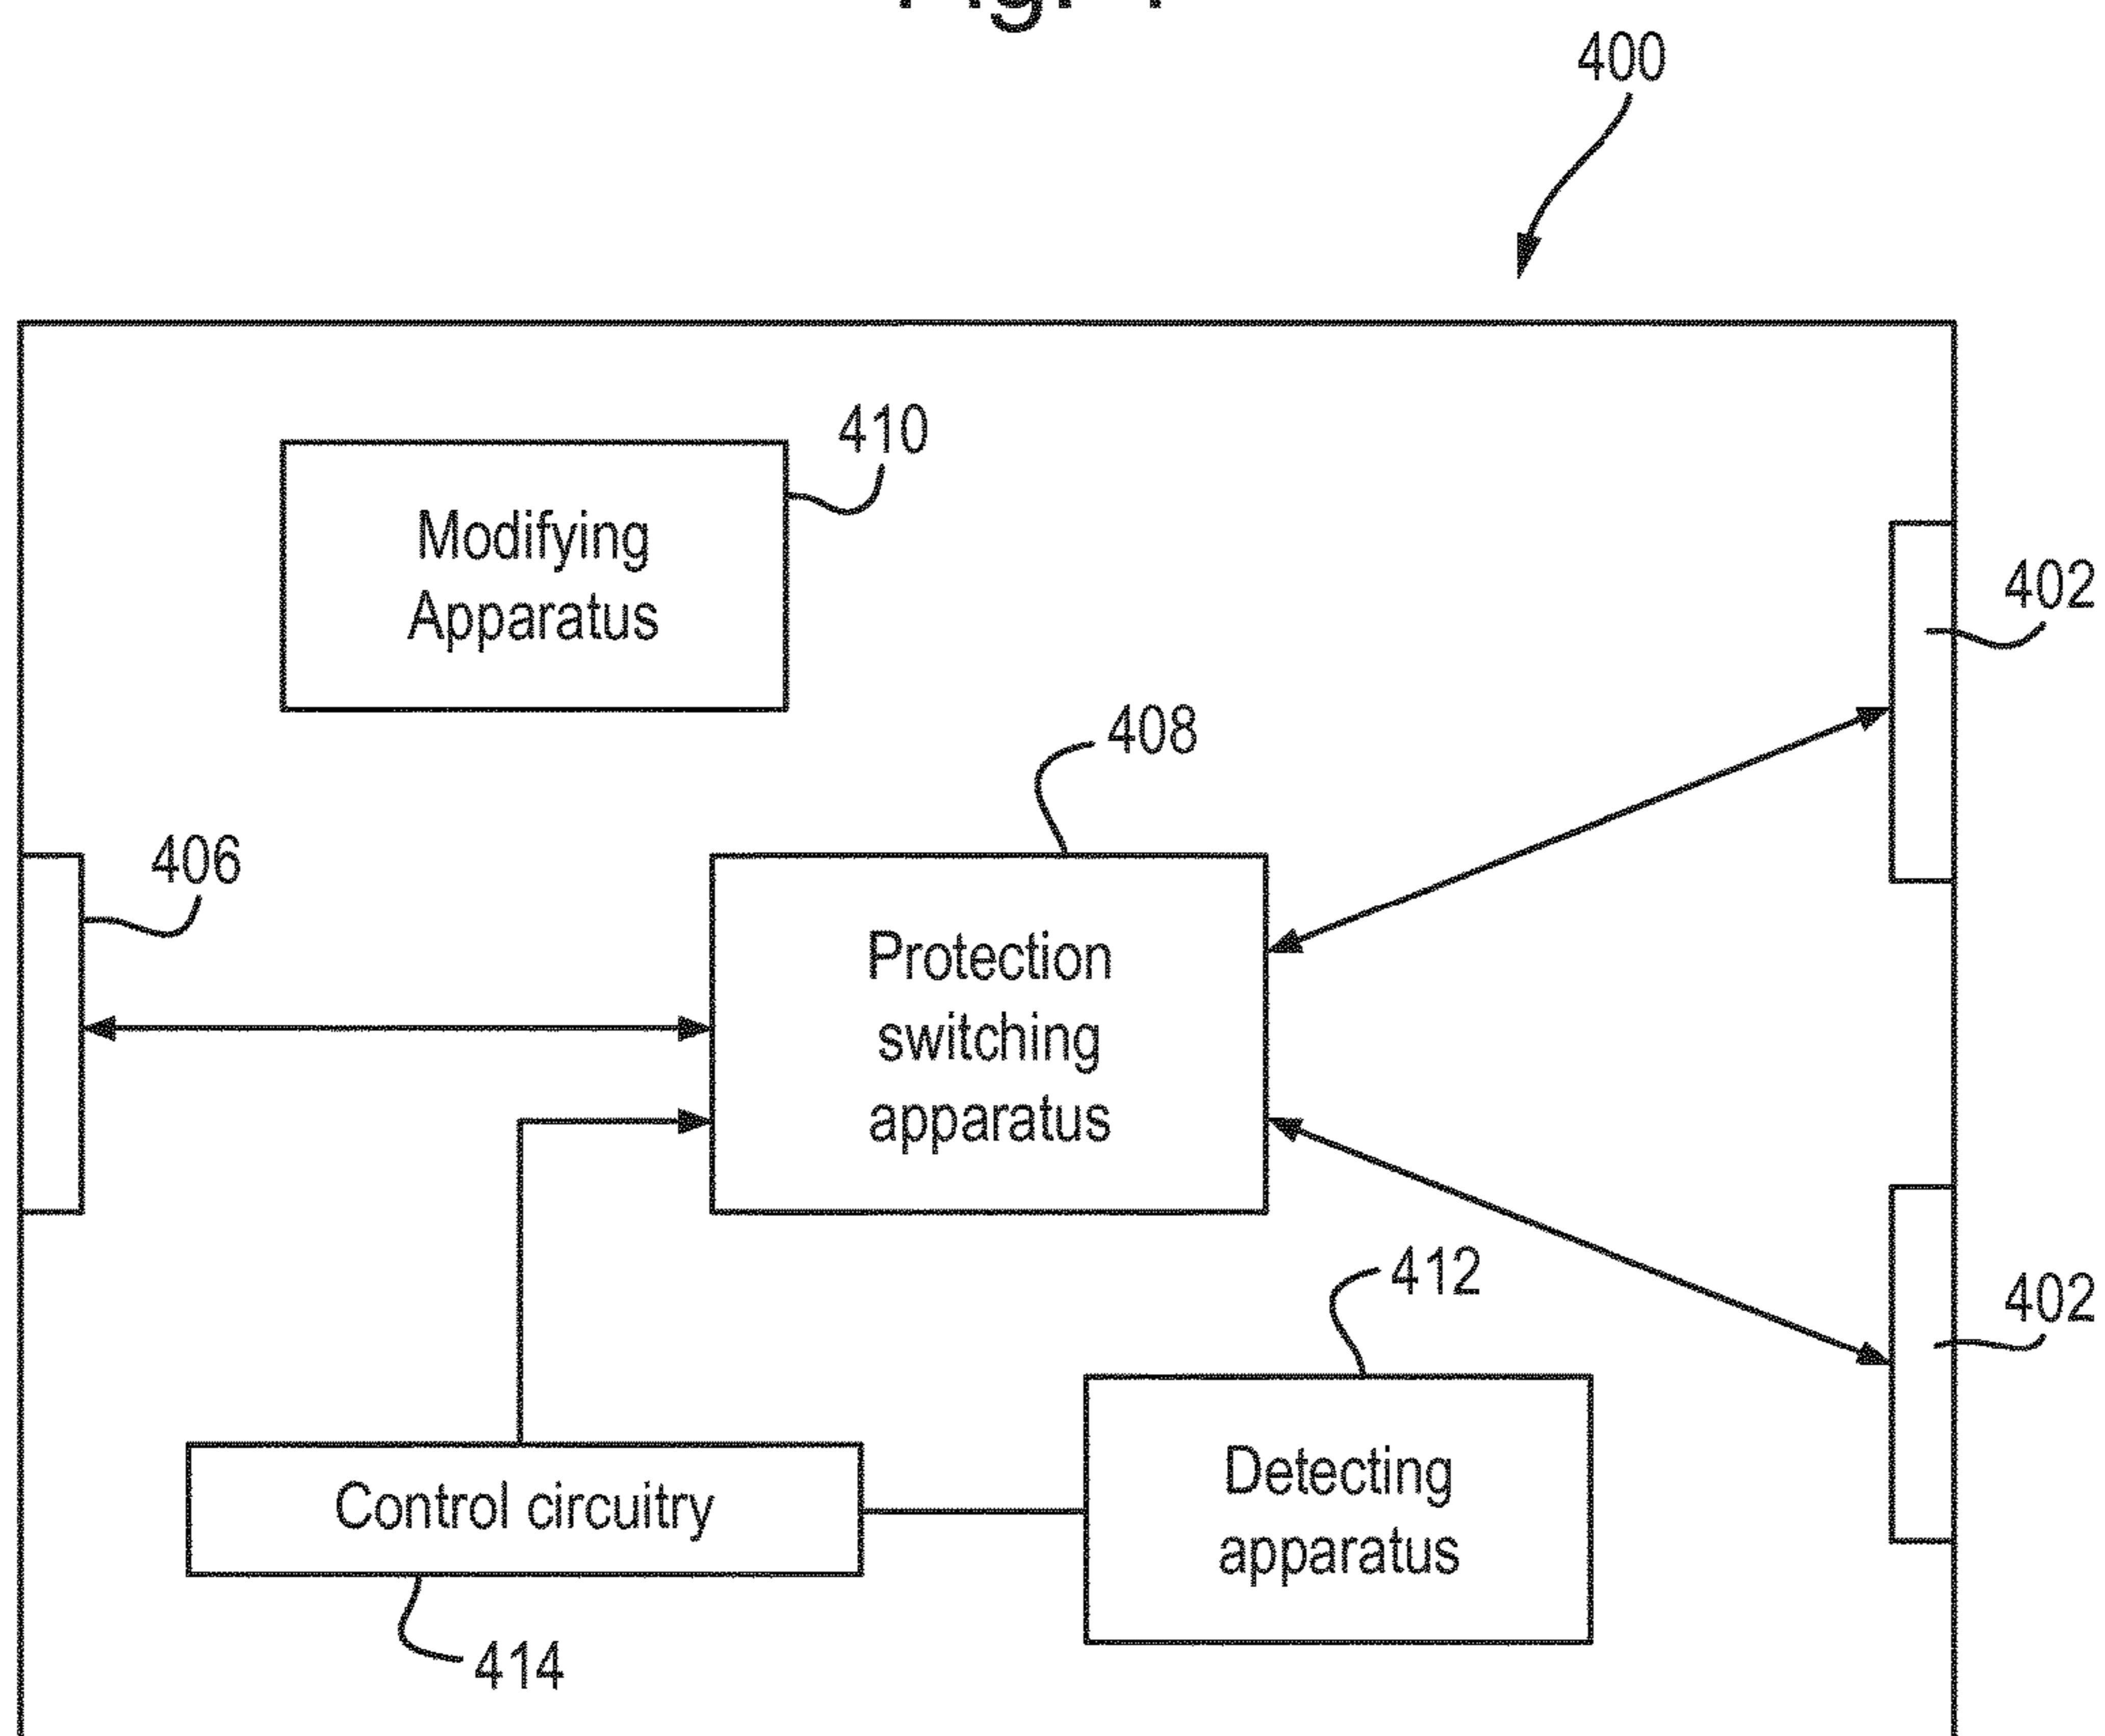 400
410
Modifying
Apparatus
402
408
406
Protection
switching
apparatus
412
402
Control circuitry
Detecting
apparatus
414